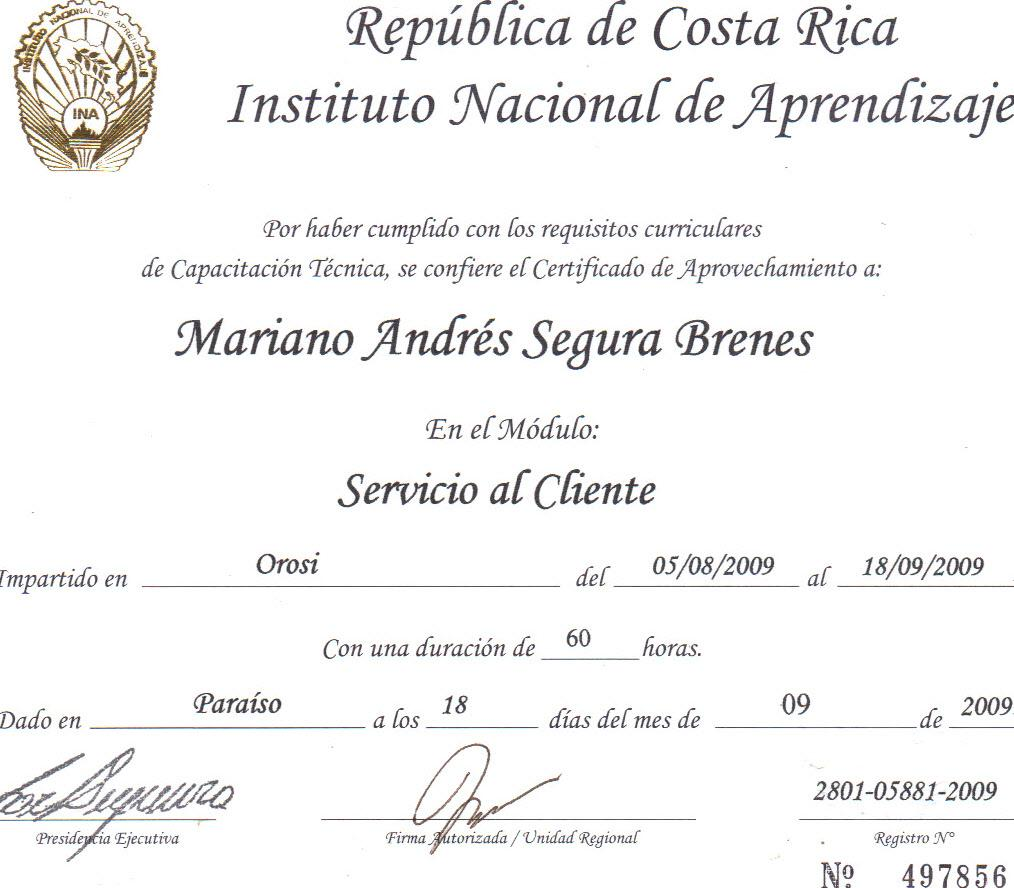 INSTITUTO NACIONAL DE APRENDIZAJE
INA
República de Costa Rica
Instituto Nacional de Aprendizaje
Por haber cumplido con los requisitos curriculares
de Capacitación Técnica, se confiere el Certificado de Aprovechamiento a:
Mariano Andrés Segura Brenes
En el Módulo:
Servicio al Cliente
Impartido en Orosi del 05/08/2009 al 18/09/2009
Con una duración de 60 horas.
Dado en Paraíso a los 18 días del mes de 09 de 2009
Presidencia Ejecutiva
Firma Autorizada / Unidad Regional
2801-05881-2009
Registro N°
Nº 497856